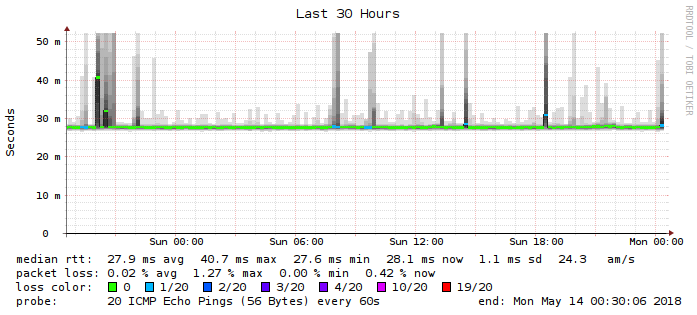 Last 30 Hours
RRDTOOL / TOBI OETIKER
Seconds
50 m
40 m
30 m
20 m
10 m
0
Sun 00:00 Sun 06:00 Sun 12:00 Sun 18:00 Mon 00:00
median rtt: 27.9 ms avg 40.7 ms max 27.6 ms min 28.1 ms now 1.1 ms sd 24.3 am/s
packet loss: 0.02 % avg 1.27 % max 0.00 % min 0.42 % now
loss color: 0 1/20 2/20 3/20 4/20 10/20 19/20
probe: 20 ICMP Echo Pings (56 Bytes) every 60s end: Mon May 14 00:30:06 2018